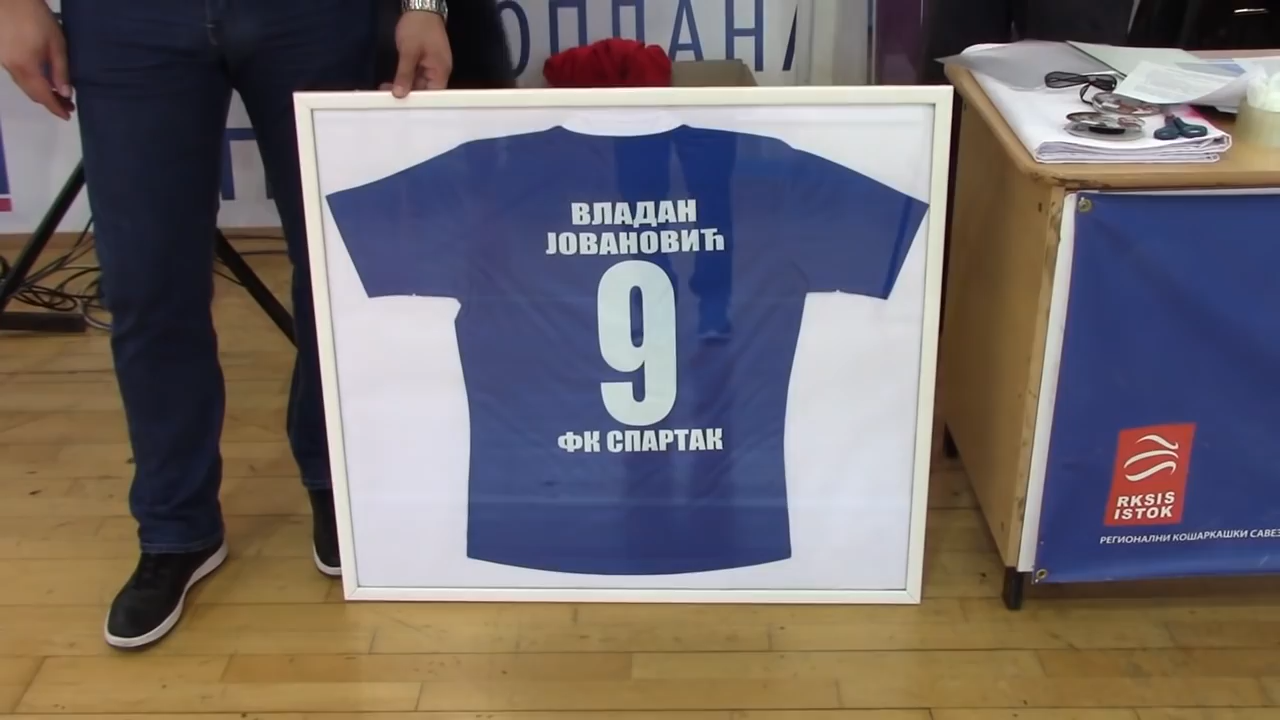 ВЛАДАН
ЈОВАНОВИЋ
9
ФК СПАРТАК
RKSIS
ISTOK
РЕГИОНАЛНИ КОШАРКАШКИ САВЕЗ